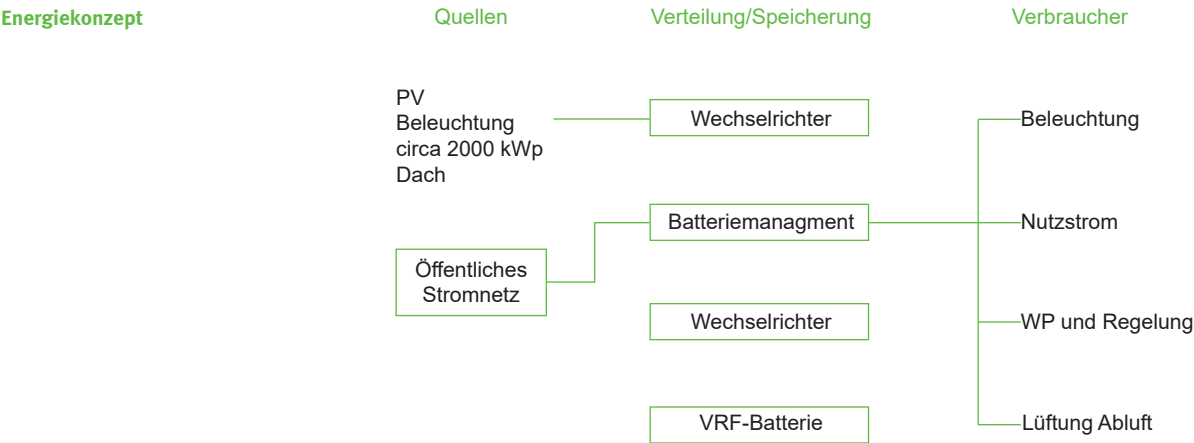 Energiekonzept
Quellen
Verteilung/Speicherung
Verbraucher
PV
Beleuchtung
circa 2000 kWp
Dach
Wechselrichter
Beleuchtung
Batteriemanagment
Nutzstrom
Öffentliches
Stromnetz
Wechselrichter
WP und Regelung
VRF-Batterie
Lüftung Abluft